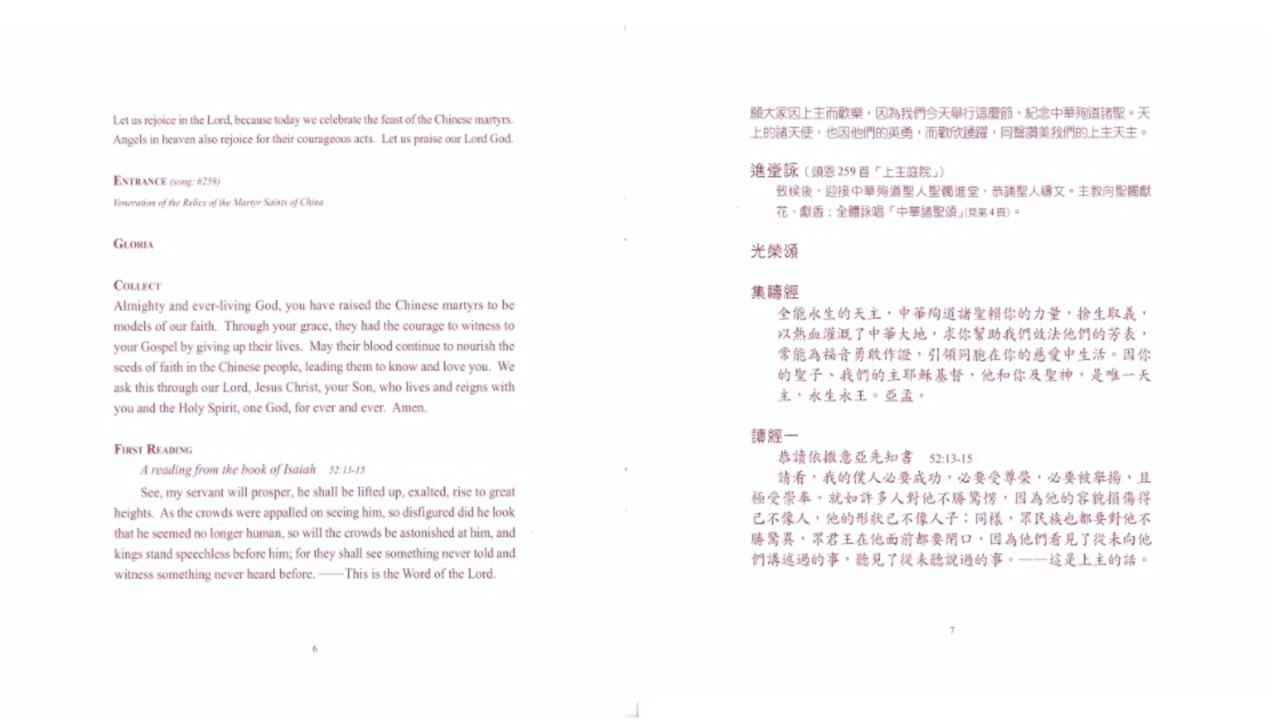 Let us rejoice in the Lord, because today we celebrate the feast of the Chinese martyrs.
Angels in heaven also rejoice for their courageous acts. Let us praise our Lord God.
ENTRANCE (song: #259)
Veneration of the Relics of the Martyr Saints of China
GLORIA
COLLECT
Almighty and ever-living God, you have raised the Chinese martyrs to be
models of our faith. Through your grace, they had the courage to witness to
your Gospel by giving up their lives. May their blood continue to nourish the
seeds of faith in the Chinese people, leading them to know and love you. We
ask this through our Lord, Jesus Christ, your Son, who lives and reigns with
you and the Holy Spirit, one God, for ever and ever. Amen.
FIRST READING
A reading from the book of Isaiah 52:13-15
See, my servant will prosper, he shall be lifted up, exalted, rise to great
heights. As the crowds were appalled on seeing him, so disfigured did he look
that he seemed no longer human, so will the crowds be astonished at him, and
kings stand speechless before him; for they shall see something never told and
witness something never heard before. ——This is the Word of the Lord.
6
願大家因上主而歡樂，因為我們今天舉行這慶節，紀念中華殉道諸聖。天
上的諸天使，也因他們的英勇，而歡欣踴躍，同聲讚美我們的上主天主。
進堂詠（頌恩 259 首「上主庭院」）
致候後，迎接中華殉道聖人聖髑進堂，恭誦聖人禱文。主教向聖髑獻
花、獻香；全體詠唱「中華諸聖頌」(見第 4 頁)。
光榮頌
集禱經
全能永生的天主，中華殉道諸聖賴你的力量，捨生取義，
以熱血灌溉了中華大地，求你幫助我們效法他們的芳表，
常能為福音勇敢作證，引領同胞在你的慈愛中生活。因你
的聖子、我們的主耶穌基督，他和你及聖神，是唯一天
主，永生永王。亞孟。
讀經一
恭讀依撒意亞先知書 52:13-15
請看，我的僕人必要成功，必要受尊榮，必要被舉揚，且
極受崇奉。就如許多人對他不勝驚愕，因為他的容貌損傷得
已不像人，他的形狀已不像人子；同樣，眾民族也都要對他不
勝驚異，眾君王在他面前都要閉口，因為他們看見了從未向他
們講述過的事，聽見了從未聽說過的事。——這是上主的話。
7